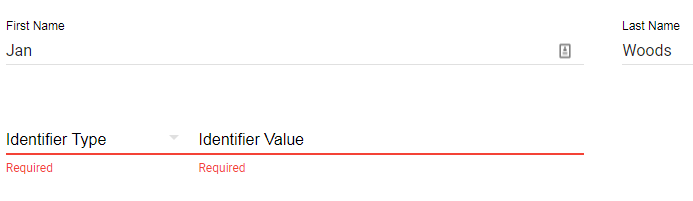 First Name Last Name
Jan Woods
Identifier Type Identifier Value
Required Required